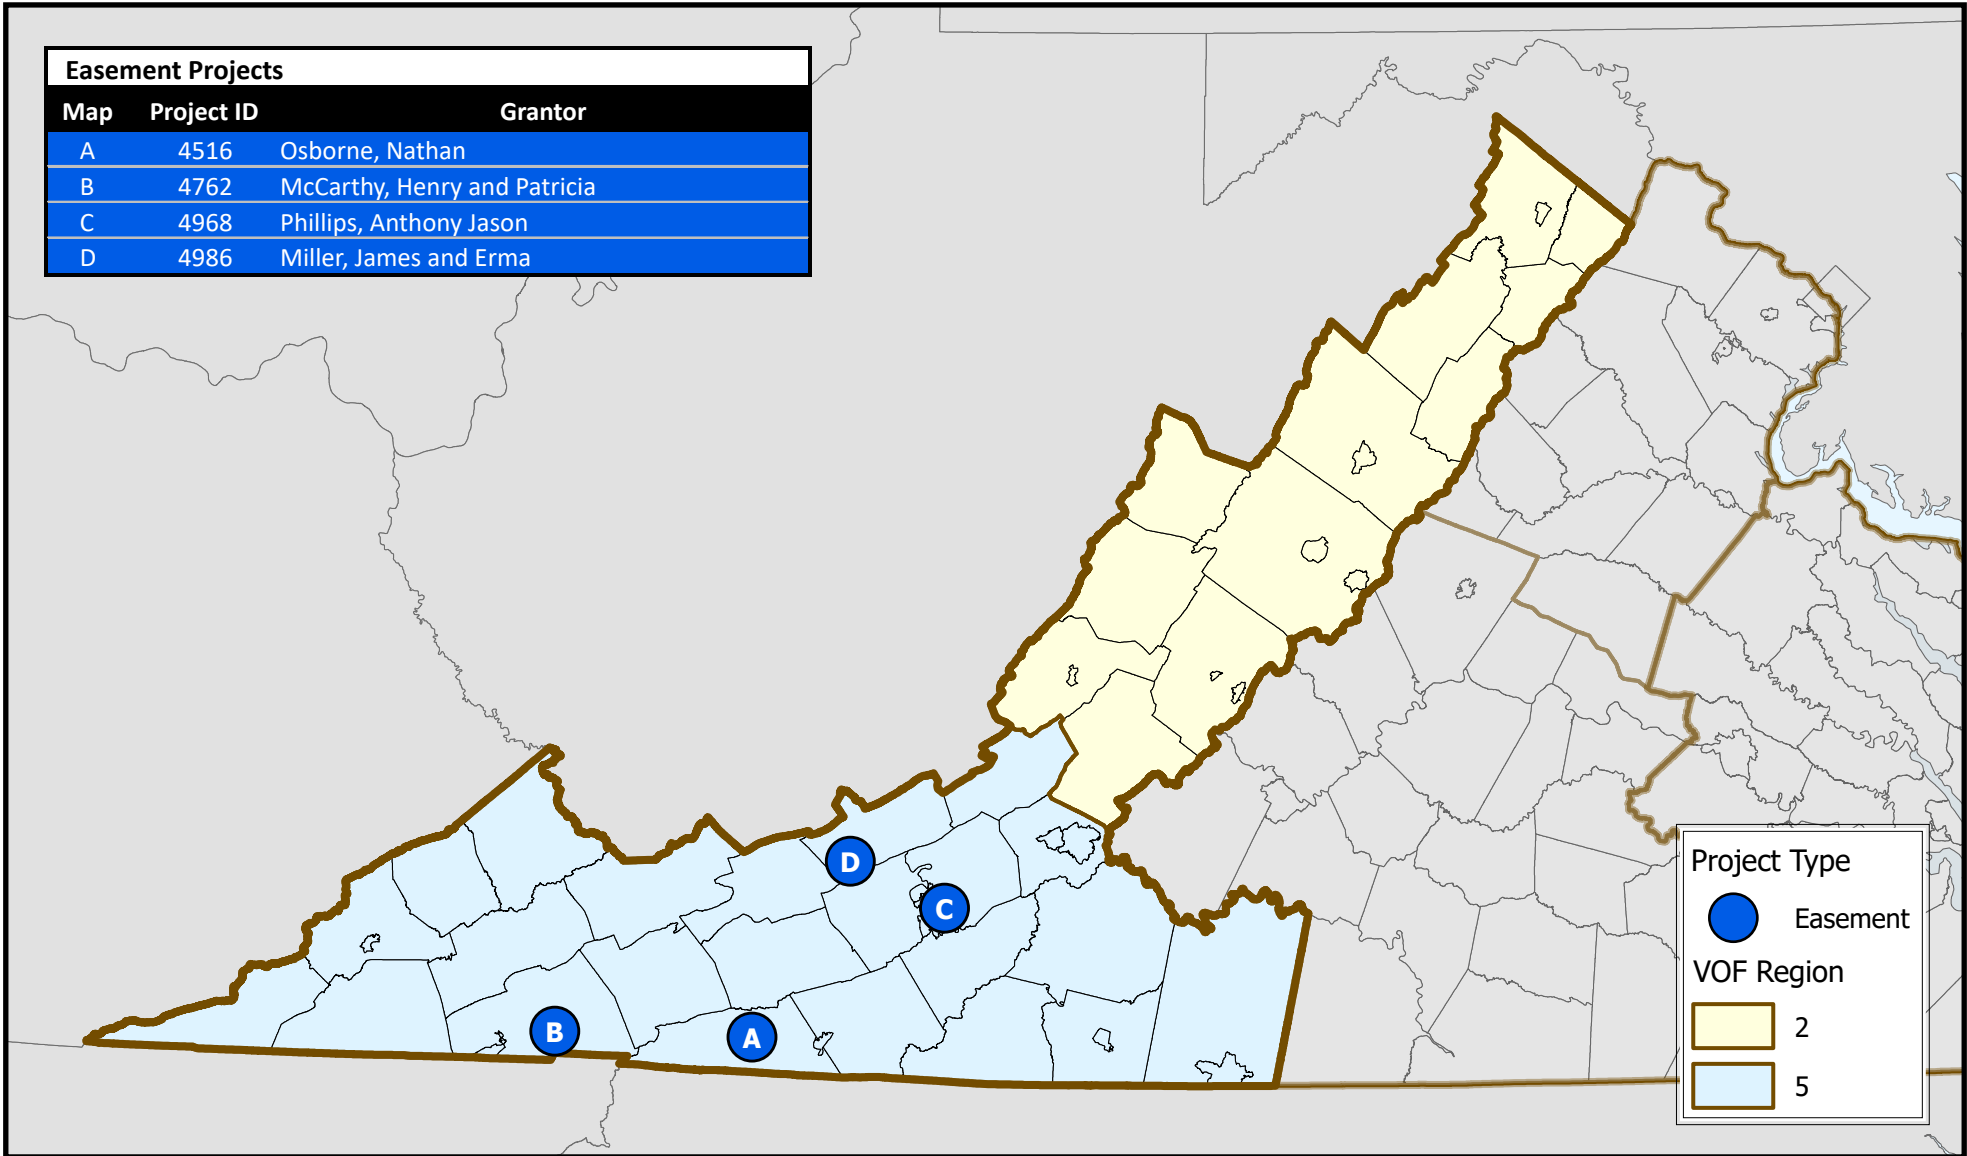 Easement Projects
Map Project ID Grantor
A 4516 Osborne, Nathan
B 4762 McCarthy, Henry and Patricia
C 4968 Phillips, Anthony Jason
D 4986 Miller, James and Erma
D
C
B
A
Project Type
Easement
VOF Region
2
5